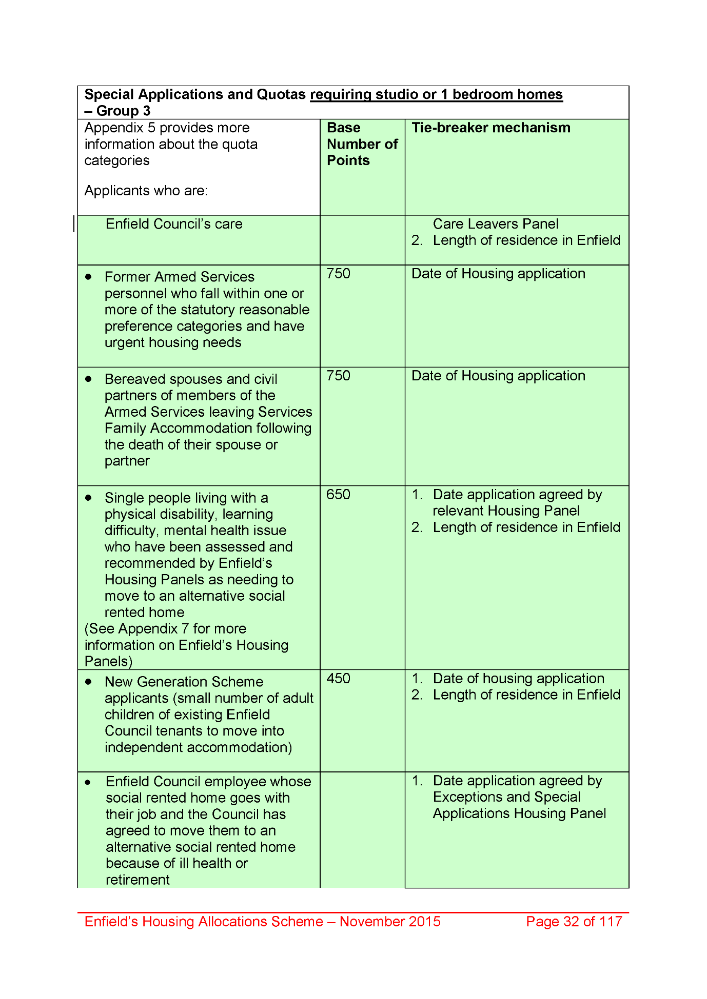 Special Applications and Quotas requiring studio or 1 bedroom homes
– Group 3
Appendix 5 provides more
information about the quota
categories
Applicants who are:
Base
Number of
Points
Tie-breaker mechanism
Enfield Council’s care
Care Leavers Panel
2. Length of residence in Enfield
• Former Armed Services
personnel who fall within one or
more of the statutory reasonable
preference categories and have
urgent housing needs
750
Date of Housing application
• Bereaved spouses and civil
partners of members of the
Armed Services leaving Services
Family Accommodation following
the death of their spouse or
partner
750
Date of Housing application
• Single people living with a
physical disability, learning
difficulty, mental health issue
who have been assessed and
recommended by Enfield’s
Housing Panels as needing to
move to an alternative social
rented home
(See Appendix 7 for more
information on Enfield’s Housing
Panels)
650
1. Date application agreed by
relevant Housing Panel
2. Length of residence in Enfield
• New Generation Scheme
applicants (small number of adult
children of existing Enfield
Council tenants to move into
independent accommodation)
450
1. Date of housing application
2. Length of residence in Enfield
• Enfield Council employee whose
social rented home goes with
their job and the Council has
agreed to move them to an
alternative social rented home
because of ill health or
retirement
1. Date application agreed by
Exceptions and Special
Applications Housing Panel
Enfield’s Housing Allocations Scheme – November 2015 Page 32 of 117